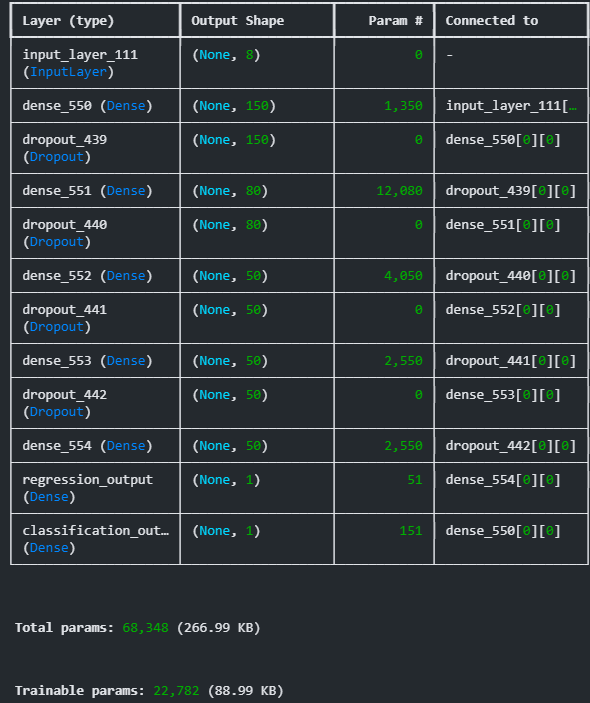 Layer (type) Output Shape Param # Connected to
input_layer_111 (None, 8) 0 -
(InputLayer)
dense_550 (Dense) (None, 150) 1,350 input_layer_111[…
dropout_439 (None, 150) 0 dense_550[0][0]
(Dropout)
dense_551 (Dense) (None, 80) 12,080 dropout_439[0][0]
dropout_440 (None, 80) 0 dense_551[0][0]
(Dropout)
dense_552 (Dense) (None, 50) 4,050 dropout_440[0][0]
dropout_441 (None, 50) 0 dense_552[0][0]
(Dropout)
dense_553 (Dense) (None, 50) 2,550 dropout_441[0][0]
dropout_442 (None, 50) 0 dense_553[0][0]
(Dropout)
dense_554 (Dense) (None, 50) 2,550 dropout_442[0][0]
regression_output (None, 1) 51 dense_554[0][0]
(Dense)
classification_out… (None, 1) 151 dense_550[0][0]
(Dense)
Total params: 68,348 (266.99 KB)
Trainable params: 22,782 (88.99 KB)